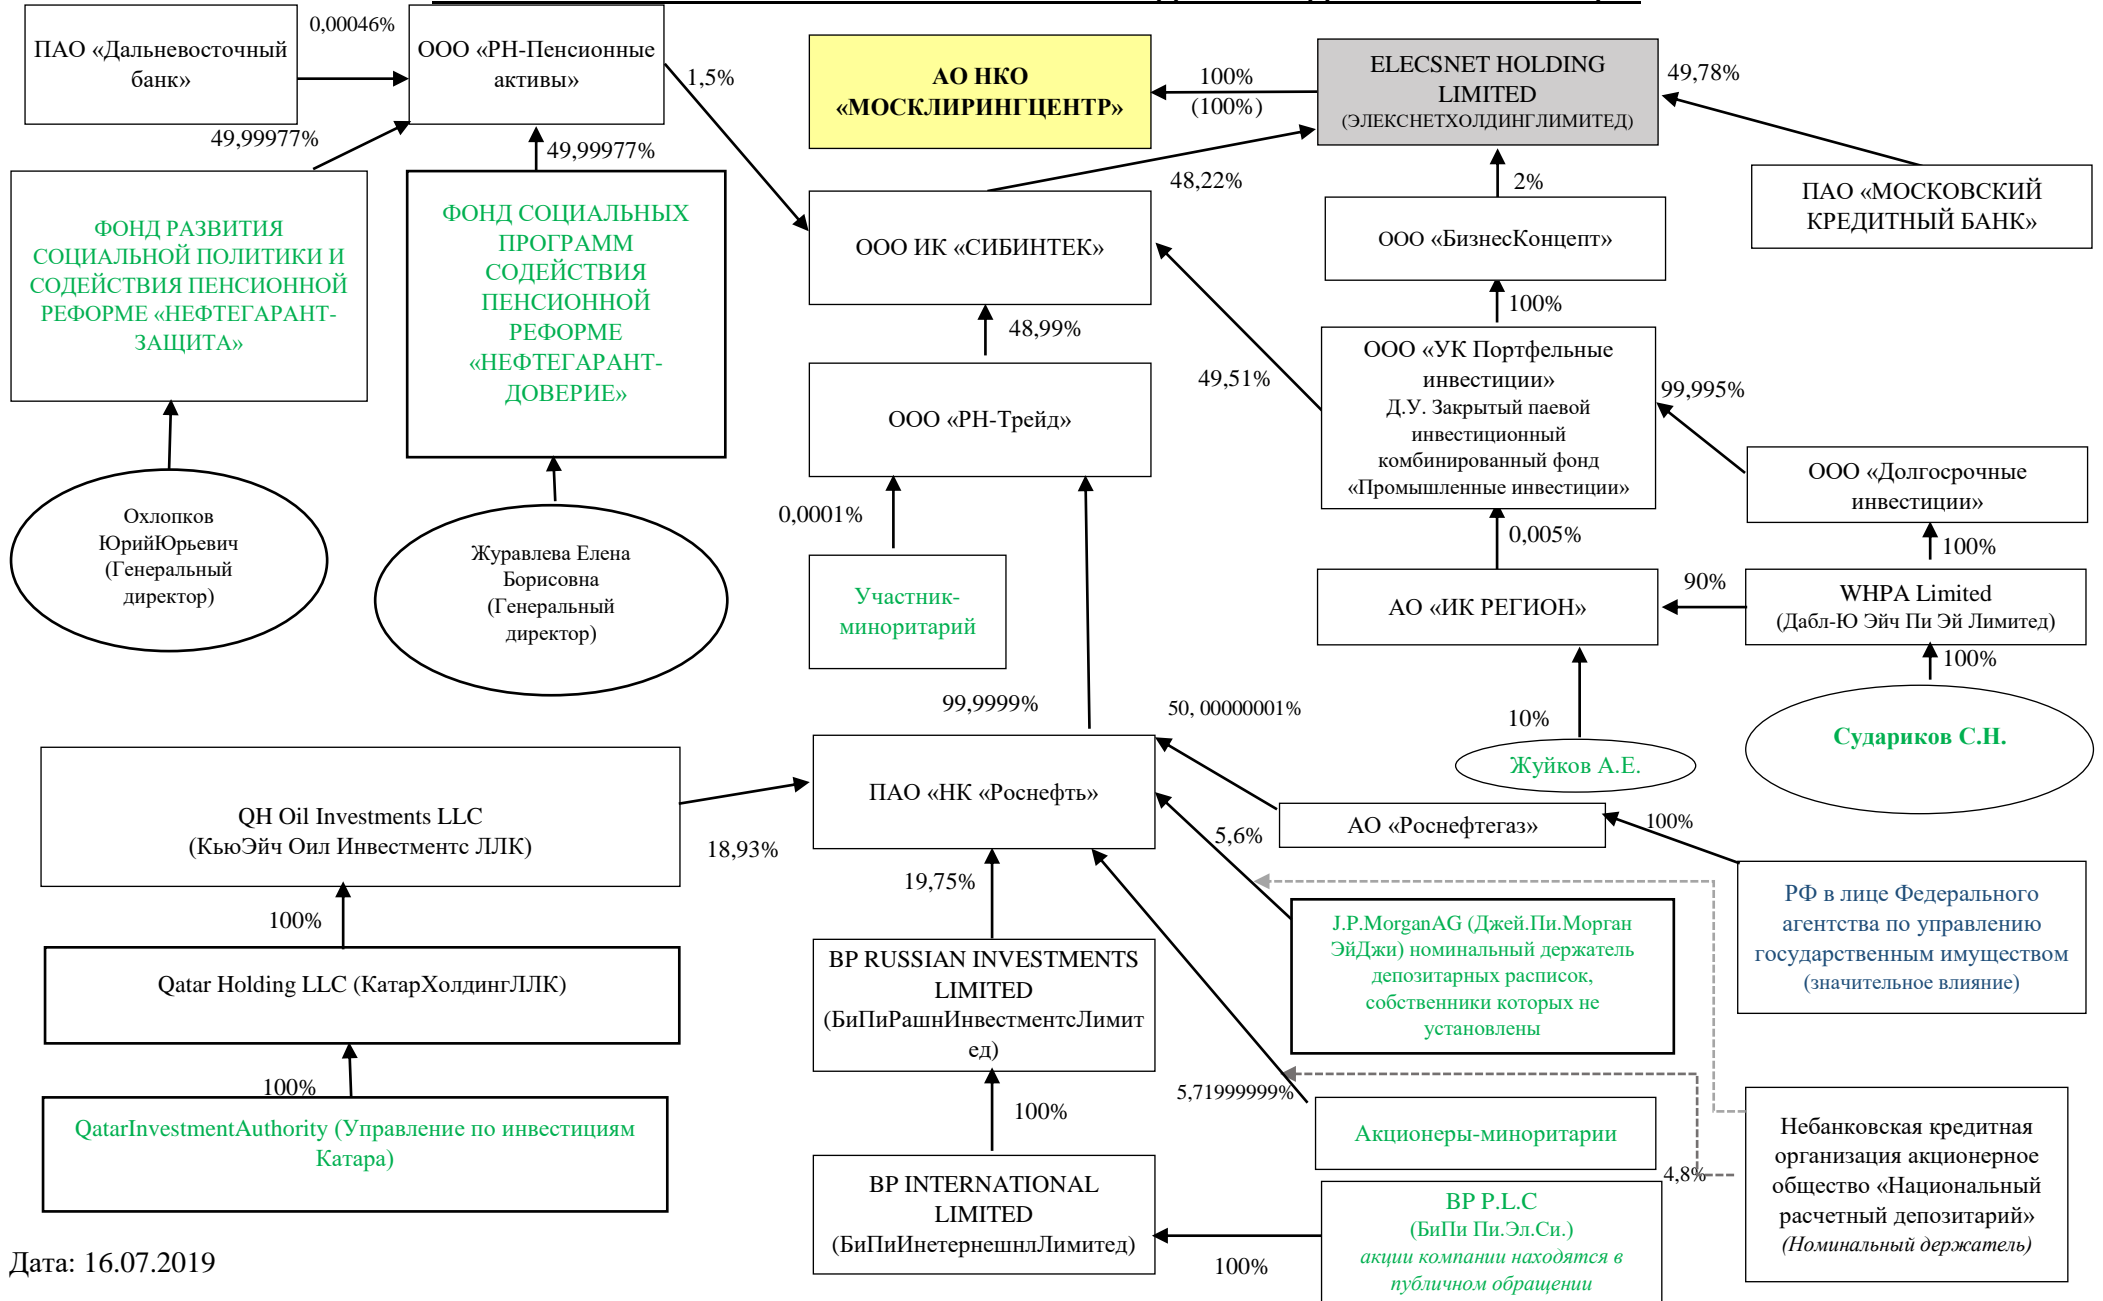 ПАО «Дальневосточный
банк»
0,00046%
ООО «РН-Пенсионные
активы»
1,5%
АО НКО
«МОСКЛИРИНГЦЕНТР»
100%
(100%)
ELECSNET HOLDING
LIMITED
(ЭЛЕКСНЕТХОЛДИНГЛИМИТЕД)
49,78%
49,99977%
49,99977%
48,22%
2%
ПАО «МОСКОВСКИЙ
КРЕДИТНЫЙ БАНК»
ФОНД РАЗВИТИЯ
СОЦИАЛЬНОЙ ПОЛИТИКИ И
СОДЕЙСТВИЯ ПЕНСИОННОЙ
РЕФОРМЕ «НЕФТЕГАРАНТ-
ЗАЩИТА»
ФОНД СОЦИАЛЬНЫХ
ПРОГРАММ
СОДЕЙСТВИЯ
ПЕНСИОННОЙ
РЕФОРМЕ
«НЕФТЕГАРАНТ-
ДОВЕРИЕ»
ООО ИК «СИБИНТЕК»
ООО «БизнесКонцепт»
100%
48,99%
49,51%
ООО «УК Портфельные
инвестиции»
Д.У. Закрытый паевой
инвестиционный
комбинированный фонд
«Промышленные инвестиции»
99,995%
ООО «РН-Трейд»
ООО «Долгосрочные
инвестиции»
Охлопков
ЮрийЮрьевич
(Генеральный
директор)
Журавлева Елена
Борисовна
(Генеральный
директор)
0,0001%
0,005%
100%
Участник-
миноритарий
АО «ИК РЕГИОН»
90%
WHPA Limited
(Дабл-Ю Эйч Пи Эй Лимитед)
100%
99,9999%
50, 00000001%
10%
Жуйков А.Е.
Судариков С.Н.
QH Oil Investments LLC
(КьюЭйч Оил Инвестментс ЛЛК)
18,93%
ПАО «НК «Роснефть»
5,6%
АО «Роснефтегаз»
100%
19,75%
РФ в лице Федерального
агентства по управлению
государственным имуществом
(значительное влияние)
100%
Qatar Holding LLC (КатарХолдингЛЛК)
BP RUSSIAN INVESTMENTS
LIMITED
(БиПиРашнИнвестментсЛимит
ед)
J.P.MorganAG (Джей.Пи.Морган
ЭйДжи) номинальный держатель
депозитарных расписок,
собственники которых не
установлены
100%
100%
5,71999999%
QatarInvestmentAuthority (Управление по инвестициям
Катара)
Акционеры-миноритарии
Небанковская кредитная
организация акционерное
общество «Национальный
расчетный депозитарий»
(Номинальный держатель)
4,8%
BP INTERNATIONAL
LIMITED
(БиПиИнетернешнлЛимитед)
100%
BP P.L.C
(БиПи Пи.Эл.Си.)
акции компании находятся в
публичном обращении
Дата: 16.07.2019